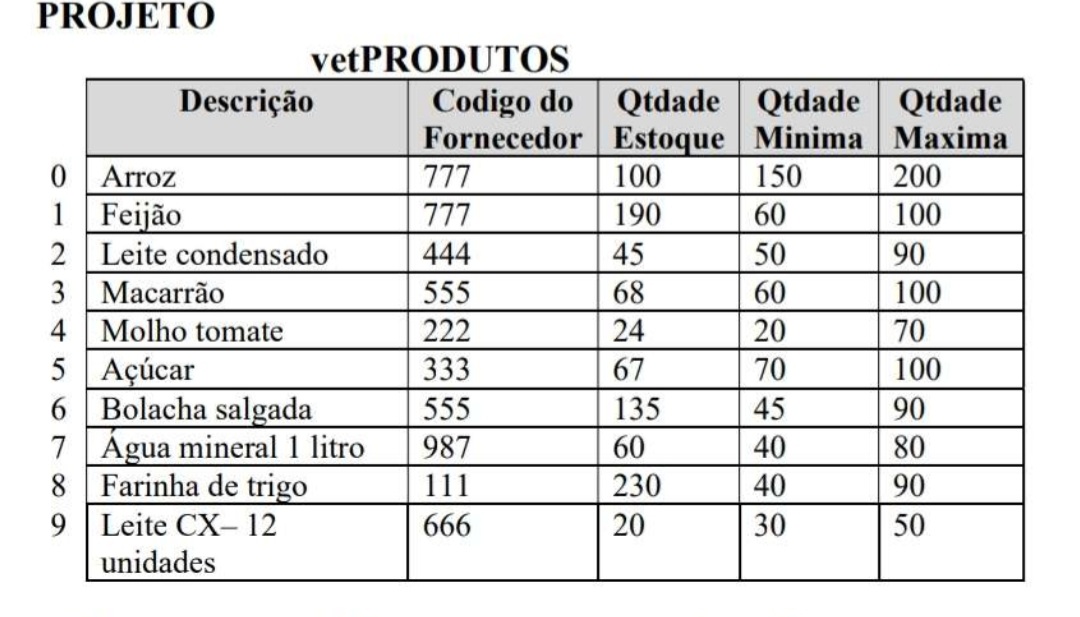 PROJETO
vetPRODUTOS
Descrição Codigo do Fornecedor Qtdade Estoque Qtdade Minima Qtdade Maxima
0 Arroz 777 100 150 200
1 Feijão 777 190 60 100
2 Leite condensado 444 45 50 90
3 Macarrão 555 68 60 100
4 Molho tomate 222 24 20 70
5 Açúcar 333 67 70 100
6 Bolacha salgada 555 135 45 90
7 Água mineral 1 litro 987 60 40 80
8 Farinha de trigo 111 230 40 90
9 Leite CX– 12 unidades 666 20 30 50